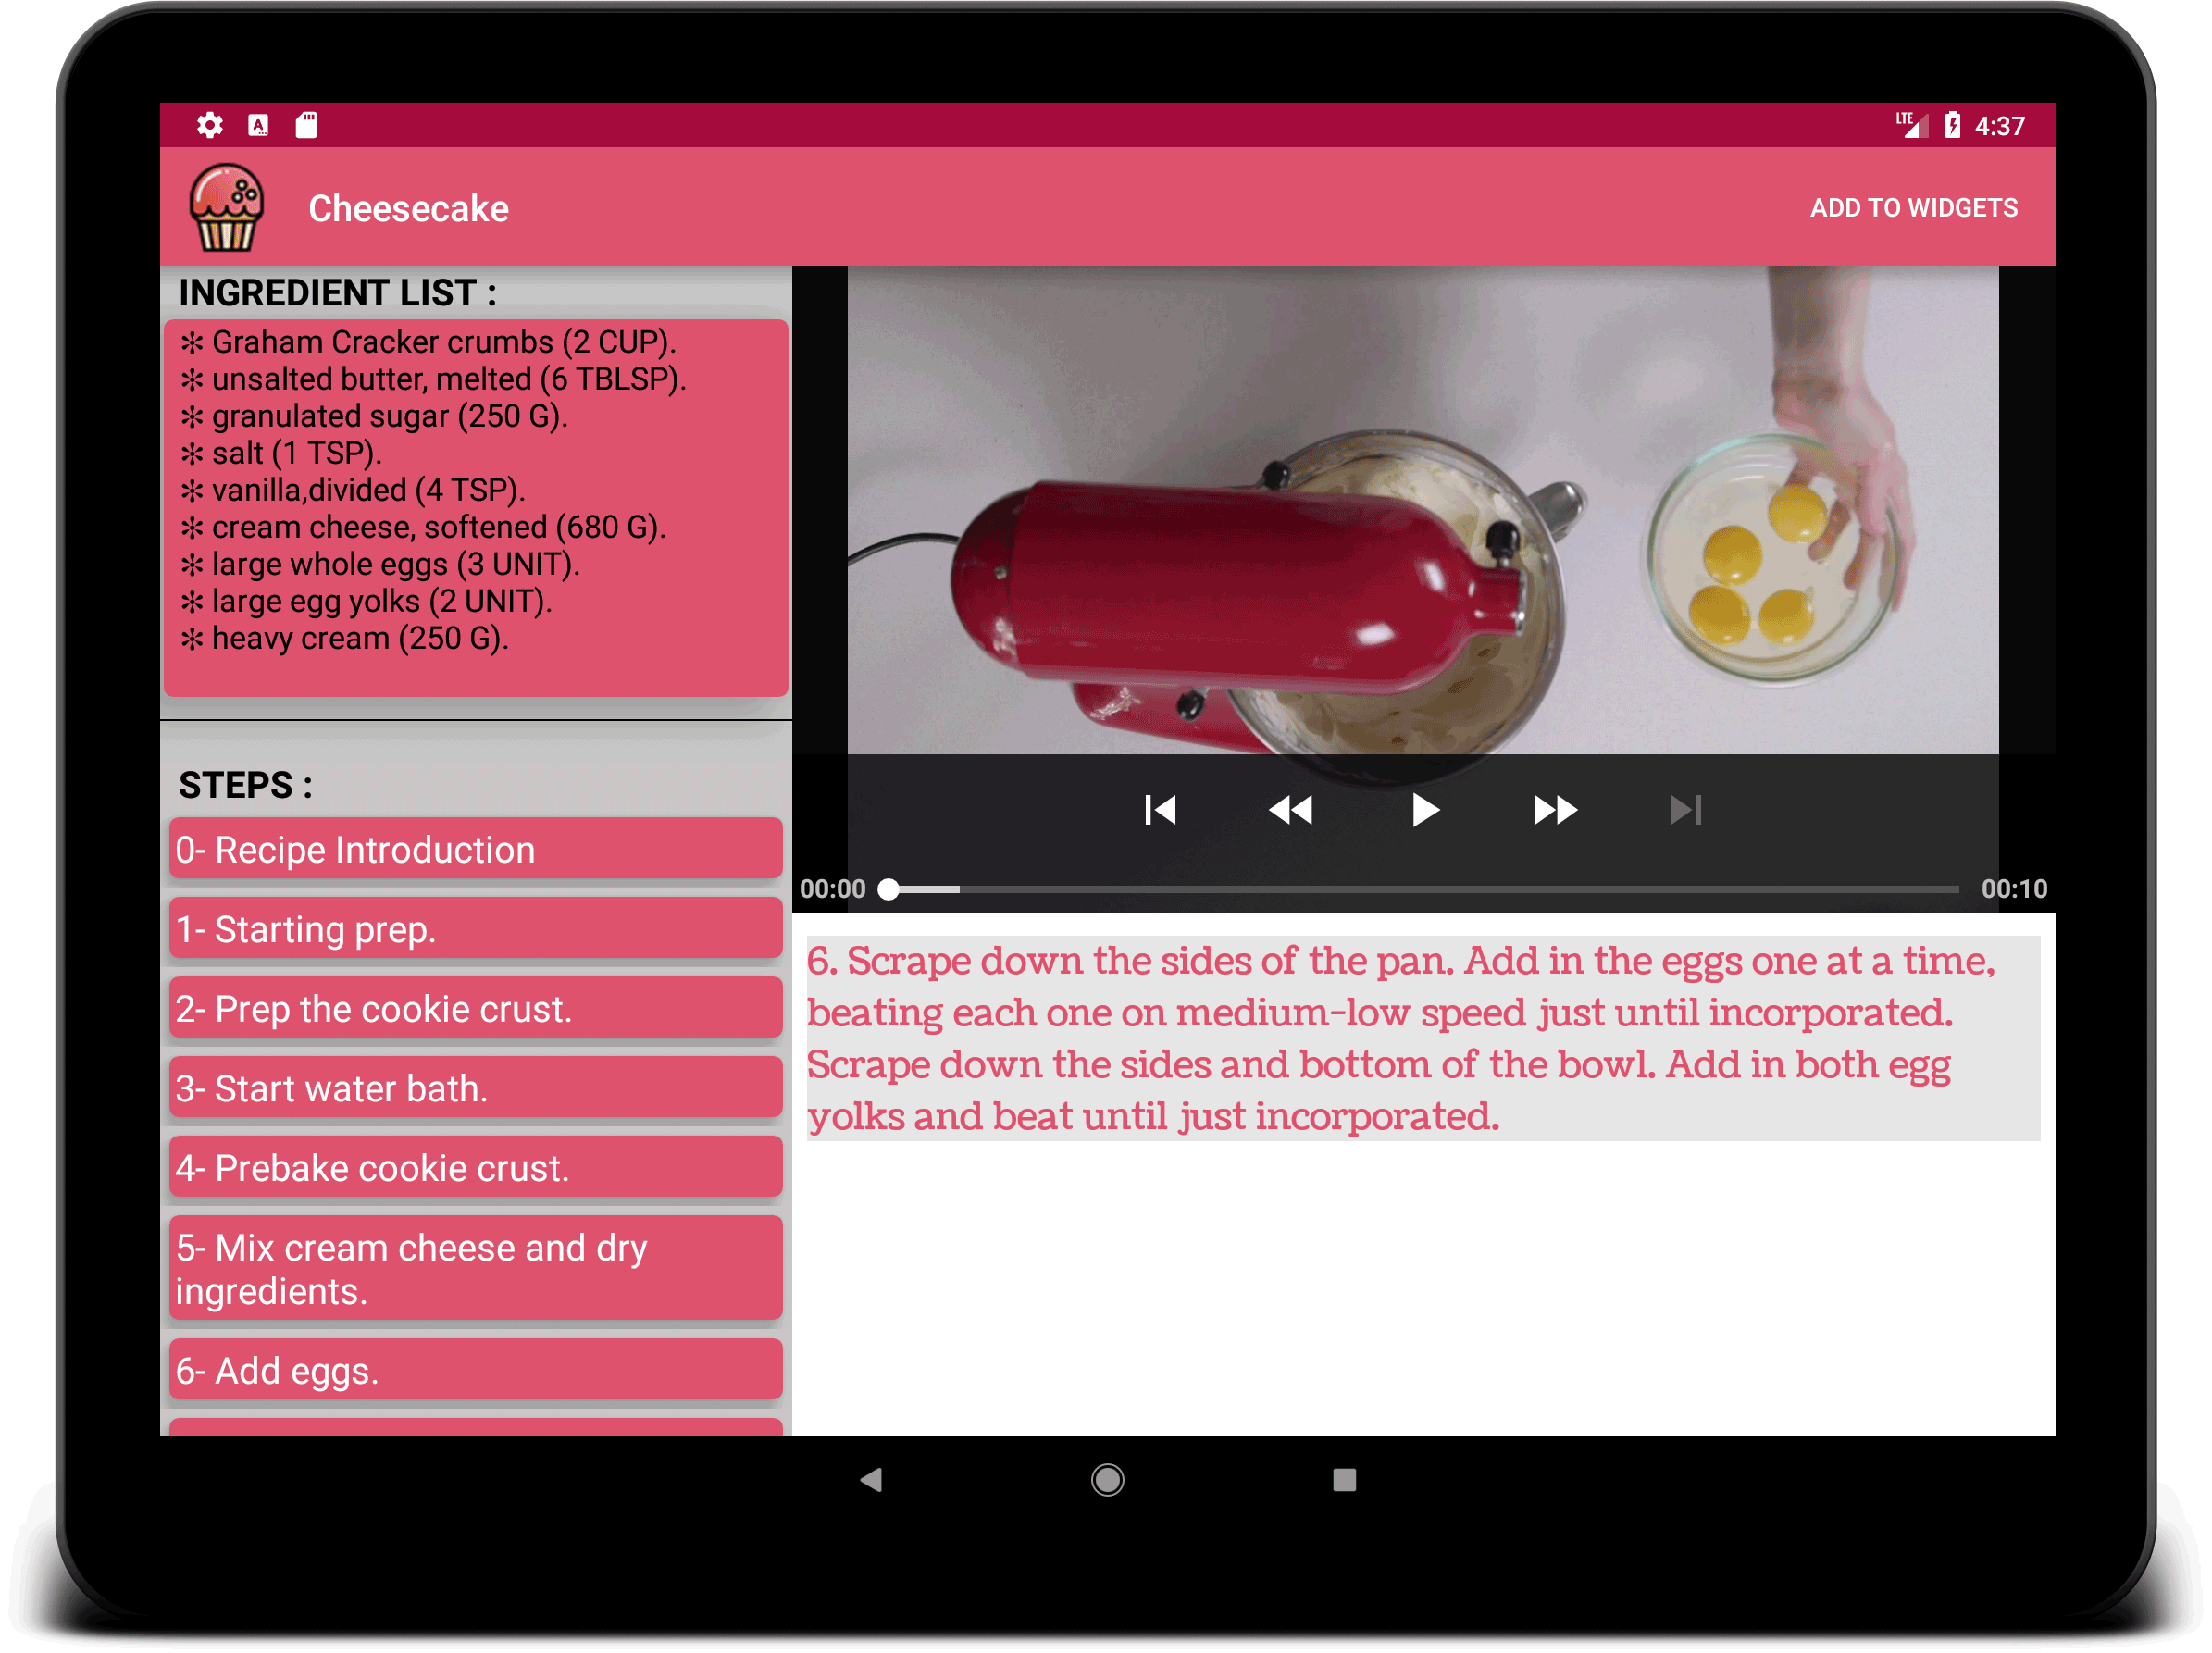 LTE 4:37
Cheesecake
ADD TO WIDGETS
INGREDIENT LIST :
✻ Graham Cracker crumbs (2 CUP).
✻ unsalted butter, melted (6 TBLSP).
✻ granulated sugar (250 G).
✻ salt (1 TSP).
✻ vanilla,divided (4 TSP).
✻ cream cheese, softened (680 G).
✻ large whole eggs (3 UNIT).
✻ large egg yolks (2 UNIT).
✻ heavy cream (250 G).
STEPS :
0- Recipe Introduction
1- Starting prep.
2- Prep the cookie crust.
3- Start water bath.
4- Prebake cookie crust.
5- Mix cream cheese and dry
ingredients.
6- Add eggs.
00:00 00:10
6. Scrape down the sides of the pan. Add in the eggs one at a time,
beating each one on medium-low speed just until incorporated.
Scrape down the sides and bottom of the bowl. Add in both egg
yolks and beat until just incorporated.